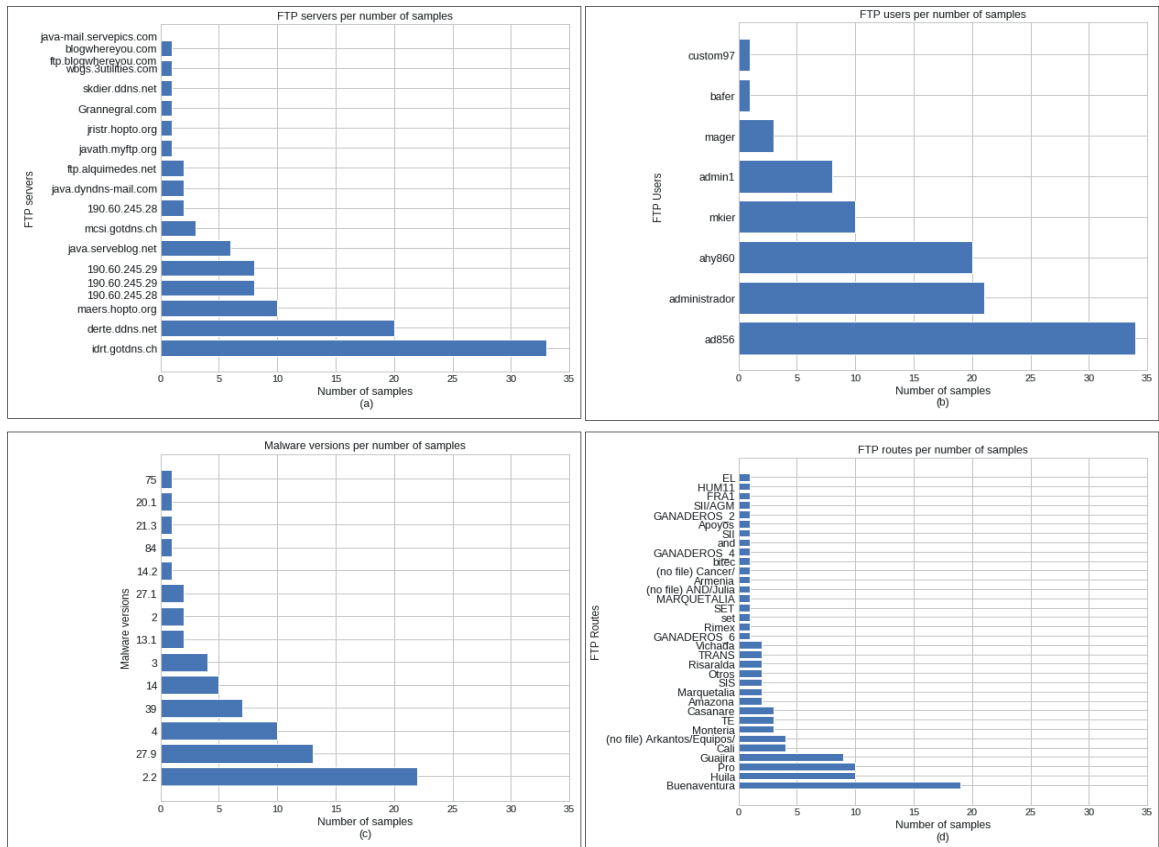 FTP servers per number of samples
java-mail.servepics.com
blogwhereyou.com
ftp.blogwhereyou.com
wbgs.3utilities.com
skdier.ddns.net
Grannegral.com
jristr.hopto.org
javath.myftp.org
ftp.alquimedes.net
java.dyndns-mail.com
190.60.245.28
mcsi.gotdns.ch
java.serveblog.net
190.60.245.29
190.60.245.29
190.60.245.28
maers.hopto.org
derte.ddns.net
idrt.gotdns.ch
FTP servers
0 5 10 15 20 25 30 35
Number of samples
(a)
FTP users per number of samples
custom97
bafer
mager
admin1
mkier
ahy860
administrador
ad856
FTP Users
0 5 10 15 20 25 30 35
Number of samples
(b)
Malware versions per number of samples
75
20.1
21.3
84
14.2
27.1
2
13.1
3
14
39
4
27.9
2.2
Malware versions
0 5 10 15 20 25 30 35
Number of samples
(c)
FTP routes per number of samples
EL
HUM11
FRA1
SII/AGM
GANADEROS_2
Apoyos
SII
and
GANADEROS_4
bitec
(no file) Cancer/
Armenia
(no file) AND/Julia
MARQUETALIA
SET
set
Rimex
GANADEROS_6
Vichada
TRANS
Risaralda
Otros
SIS
Marquetalia
Amazona
Casanare
TE
Monteria
(no file) Arkantos/Equipos/
Cali
Guajira
Pro
Huila
Buenaventura
FTP Routes
0 5 10 15 20 25 30 35
Number of samples
(d)